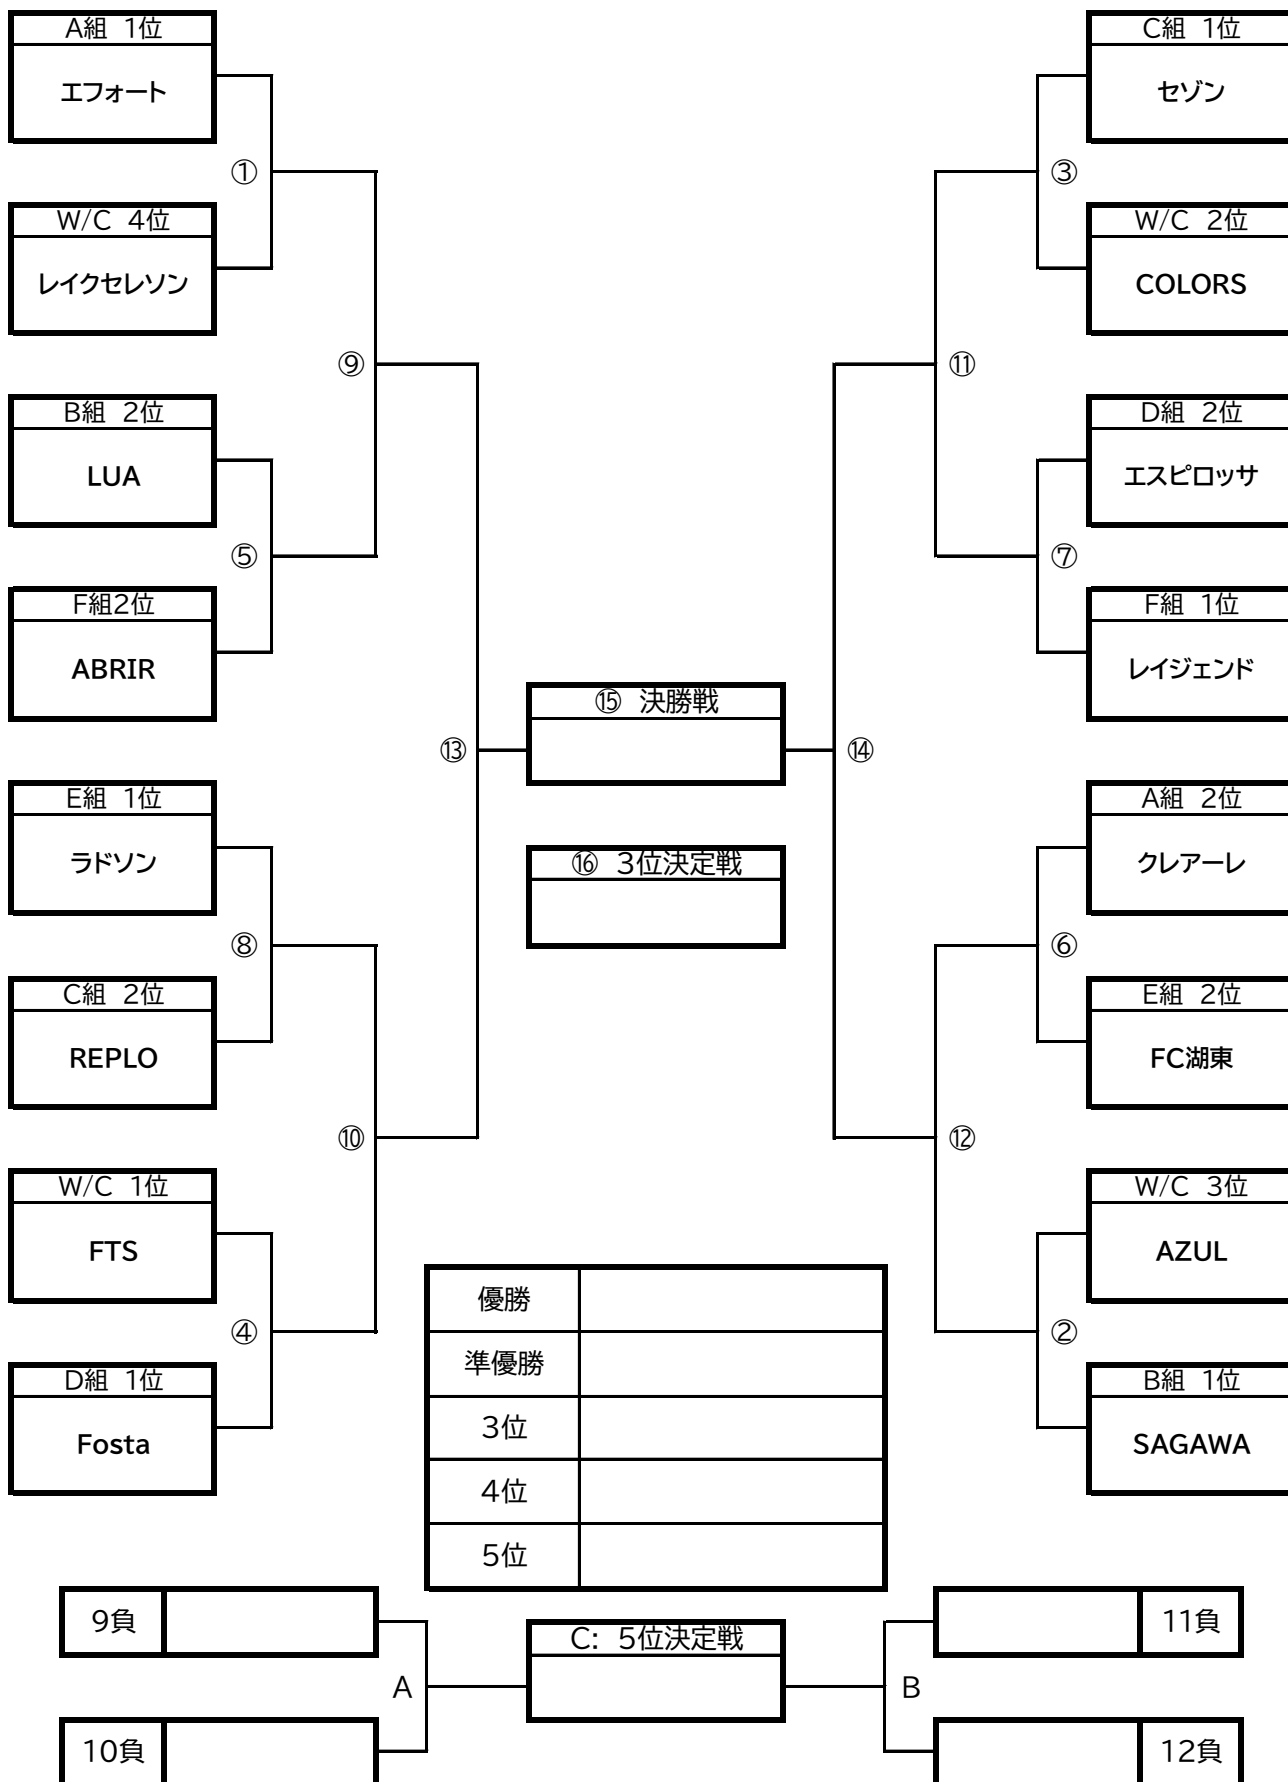 A組 1位
エフォート
①
W/C 4位
レイクセレソン
⑨
B組 2位
LUA
⑤
F組2位
ABRIR
⑬
E組 1位
ラドソン
⑧
C組 2位
REPLO
⑩
W/C 1位
FTS
④
D組 1位
Fosta
⑮ 決勝戦
⑯ 3位決定戦
C組 1位
セゾン
③
W/C 2位
COLORS
⑪
D組 2位
エスピロッサ
⑦
F組 1位
レイジェンド
⑭
A組 2位
クレアーレ
⑥
E組 2位
FC湖東
⑫
W/C 3位
AZUL
②
B組 1位
SAGAWA
優勝
準優勝
3位
4位
5位
9負
A
10負
C: 5位決定戦
11負
B
12負